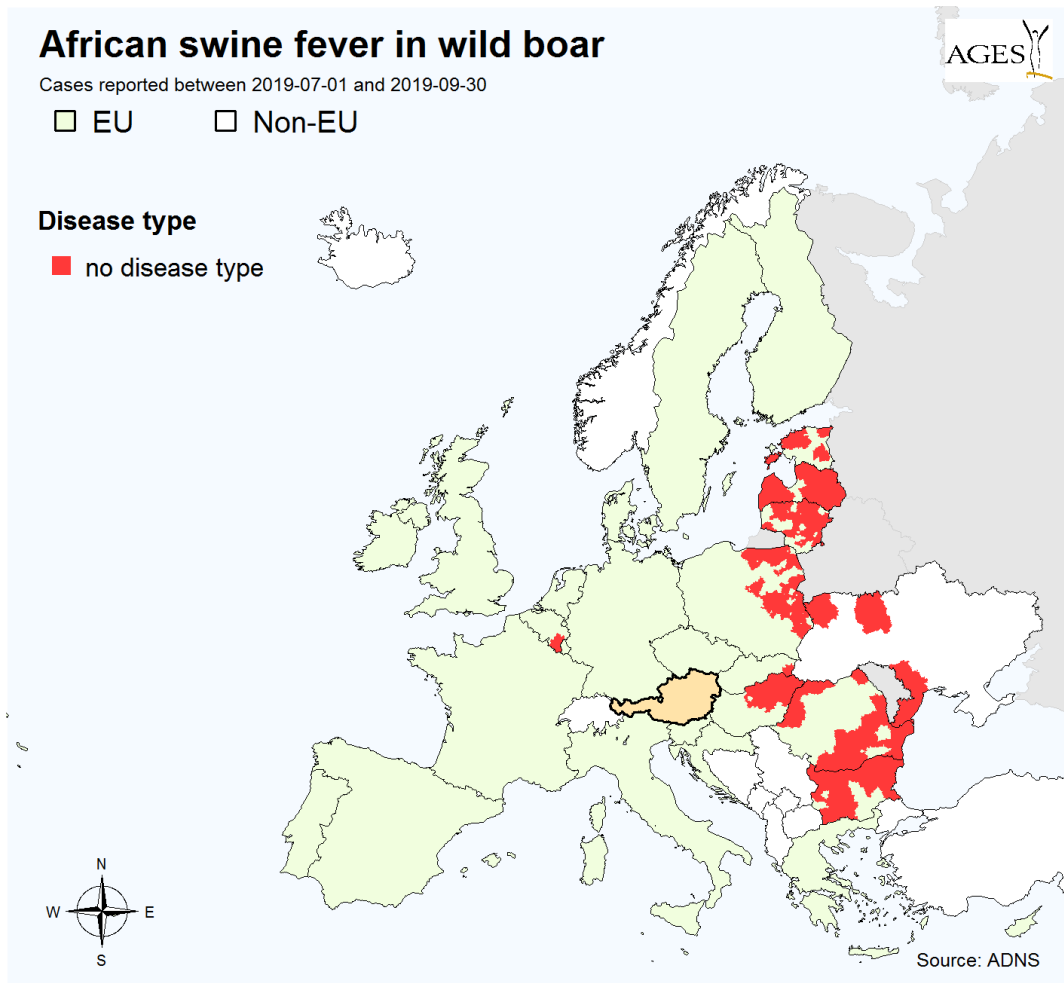 African swine fever in wild boar
Cases reported between 2019-07-01 and 2019-09-30
EU
Non-EU
AGES
Disease type
no disease type
N
W
E
S
Source: ADNS